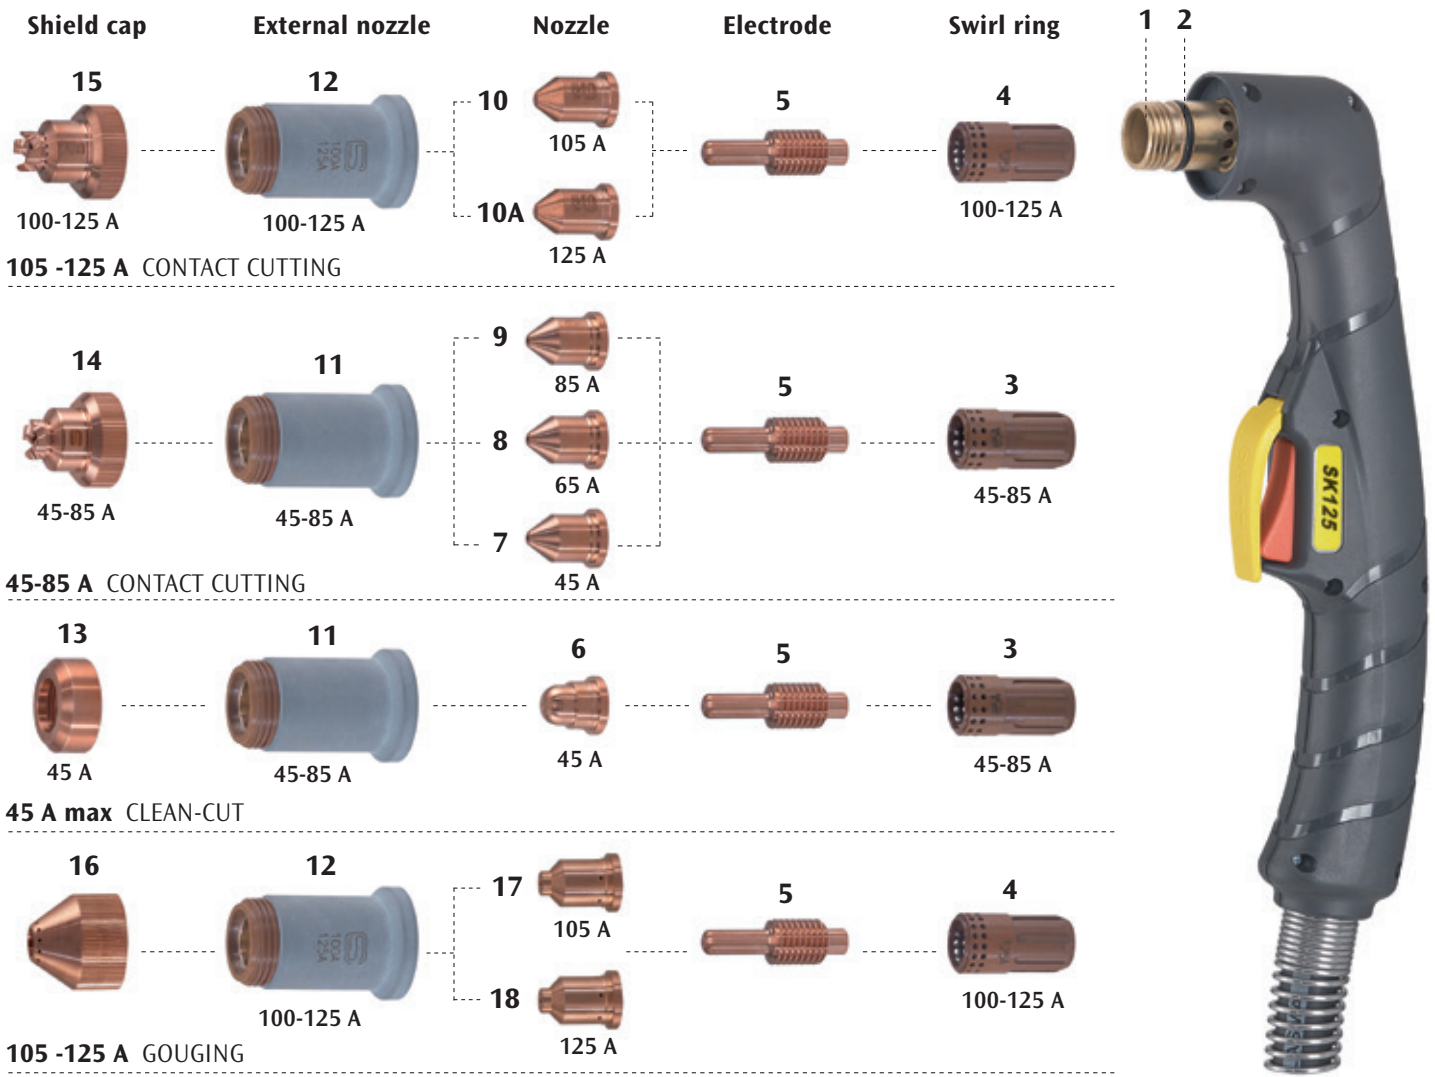 Shield cap External nozzle Nozzle Electrode Swirl ring 1 2
15 12 10 5 4
105 A
10A
100-125 A 100-125 A 125 A 100-125 A
100A
125A
105 -125 A CONTACT CUTTING
9
85 A
14 11 8 5 3
65 A
7
45-85 A 45-85 A 45 A 45-85 A
45-85 A CONTACT CUTTING
SK125
13 11 6 5 3
45 A 45-85 A 45 A 45-85 A
45 A max CLEAN-CUT
16 12 17 5 4
105 A
100A
125A
18
100-125 A 125 A 100-125 A
105 -125 A GOUGING